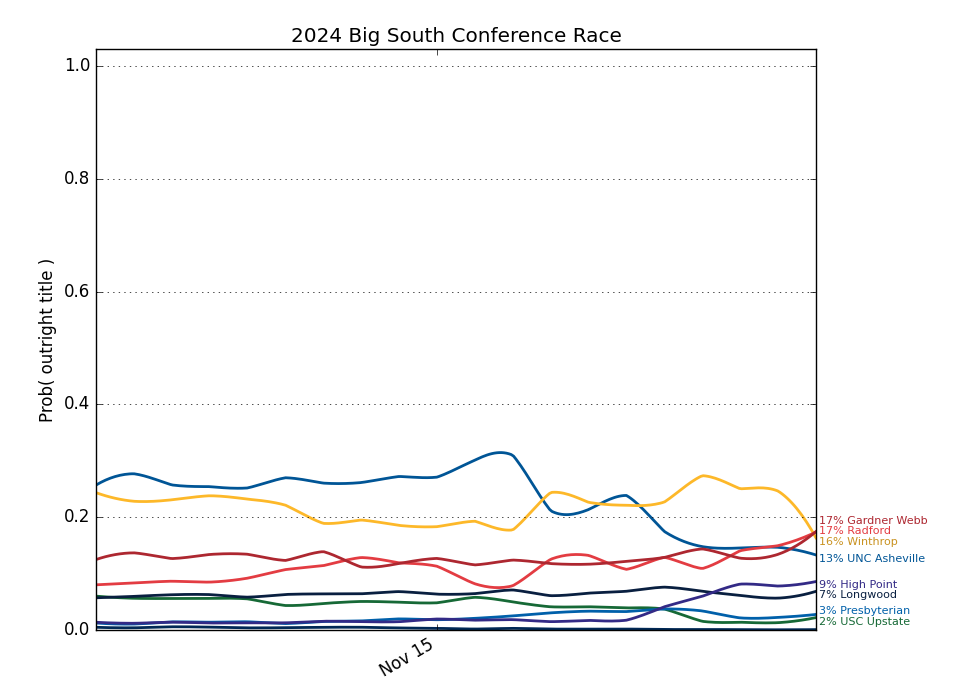 2024 Big South Conference Race
1.0
0.8
0.6
0.4
0.2
0.0
Prob( outright title )
Nov 15
17% Gardner Webb
17% Radford
16% Winthrop
13% UNC Asheville
9% High Point
7% Longwood
3% Presbyterian
2% USC Upstate